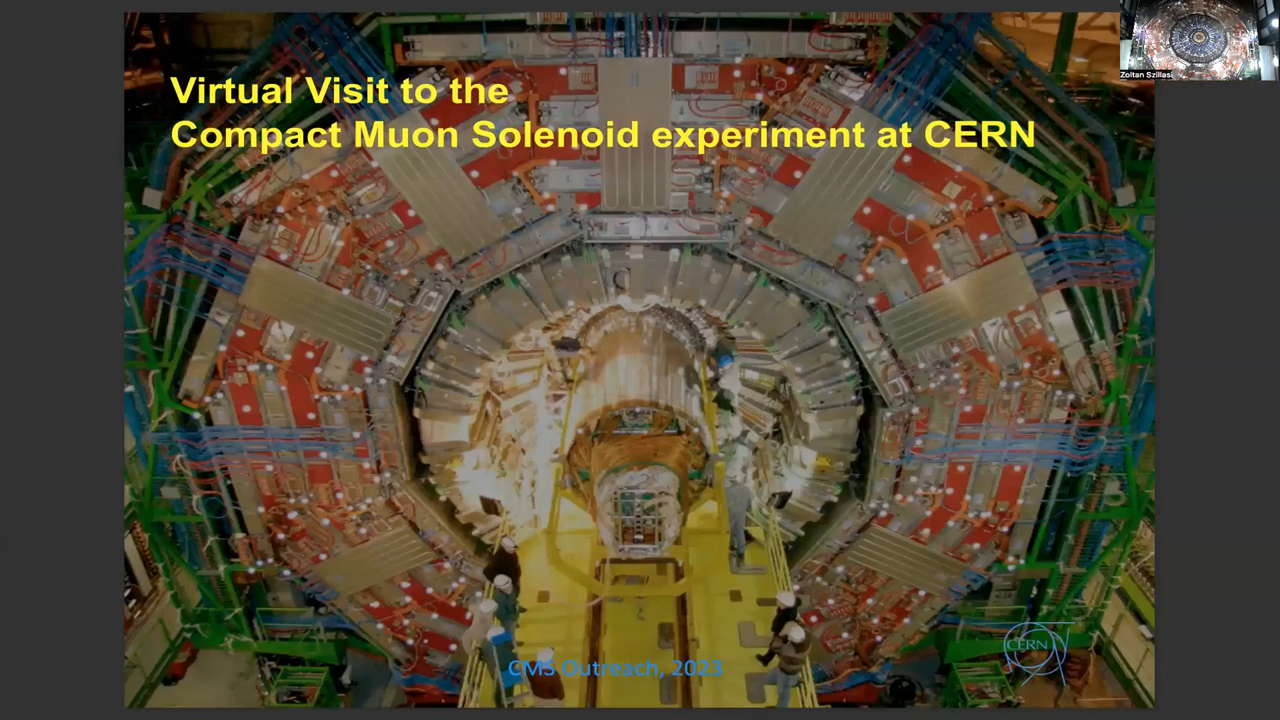 Virtual Visit to the
Compact Muon Solenoid experiment at CERN
Zoltan Szillasi
CMS Outreach, 2023
CERN